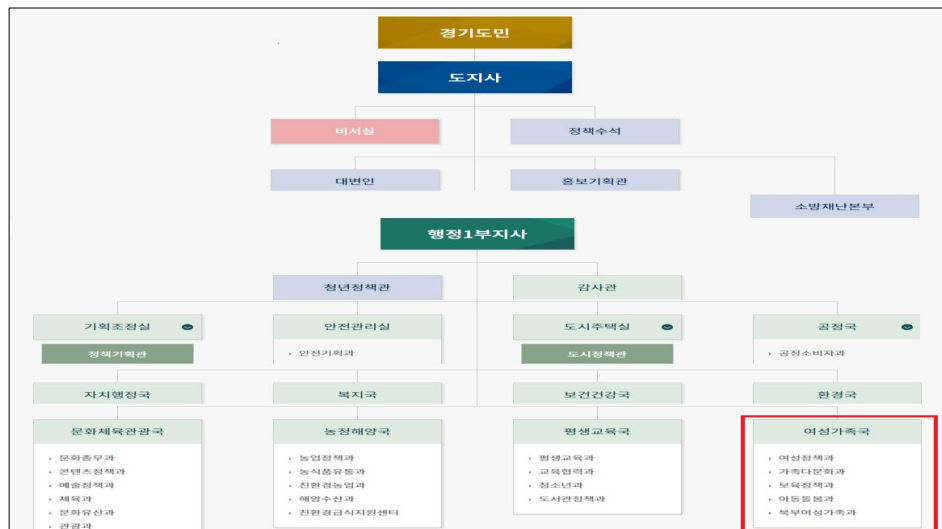 경기도민
도지사
비서실 정책수석
대변인 홍보기획관
소방재난본부
행정1부지사
청년정책관 감사관
기획조정실 안전관리실 도시주택실 공정국
정책기획관 · 안전기획과 도시정책관 · 공정소비자과
자치행정국 복지국 보건건강국 환경국
문화체육관광국 농정해양국 평생교육국 여성가족국
· 문화종무과 · 농업정책과 · 평생교육과 · 여성정책과
· 콘텐츠정책과 · 농식품유통과 · 교육협력과 · 가족다문화과
· 예술정책과 · 친환경농업과 · 청소년과 · 보육정책과
· 체육과 · 해양수산과 · 도서관정책과 · 아동돌봄과
· 문화유산과 · 친환경급식지원센터 · 북부여성가족과
· 관광과